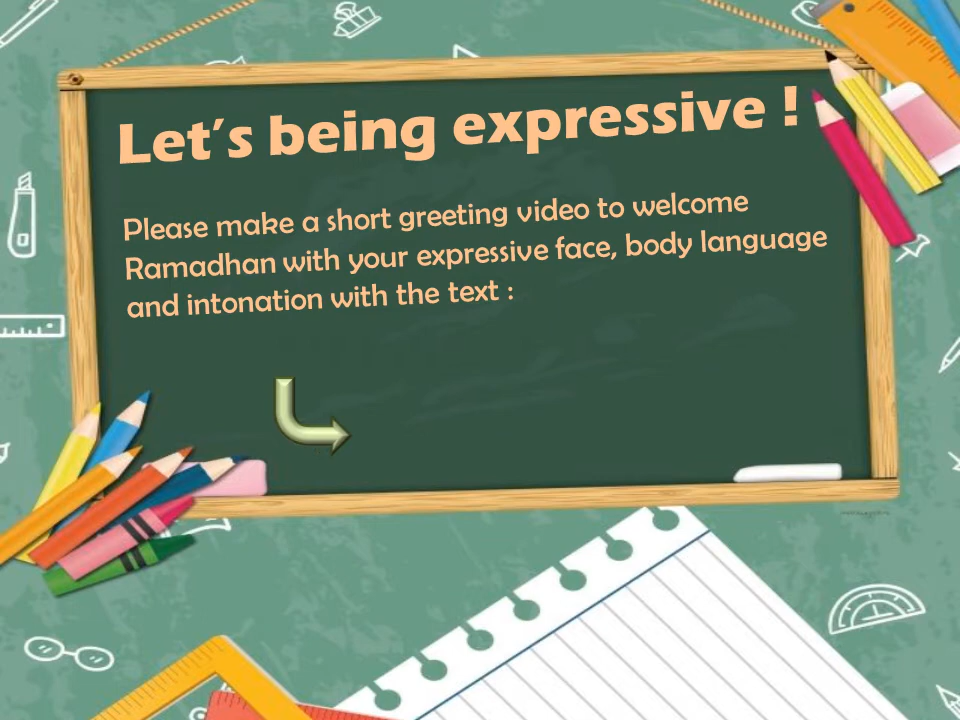 Let's being expressive !
Please make a short greeting video to welcome
Ramadhan with your expressive face, body language
and intonation with the text :